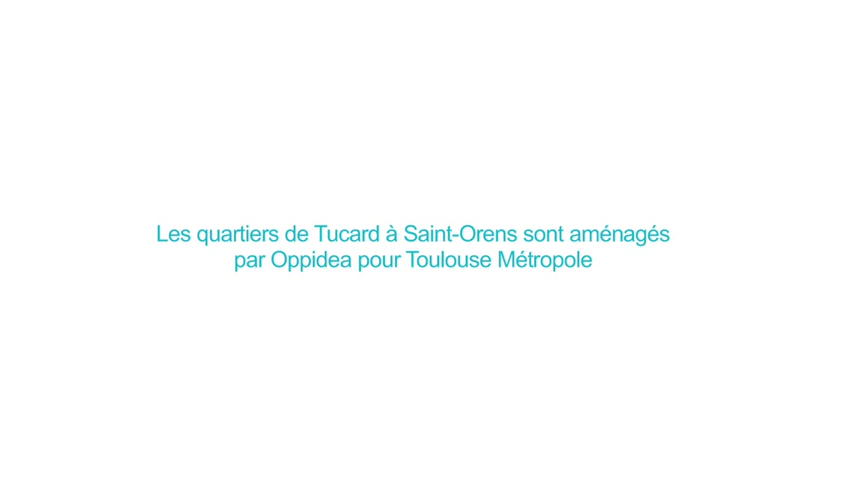 Les quartiers de Tucard à Saint-Orens sont aménagés
par Oppidea pour Toulouse Métropole